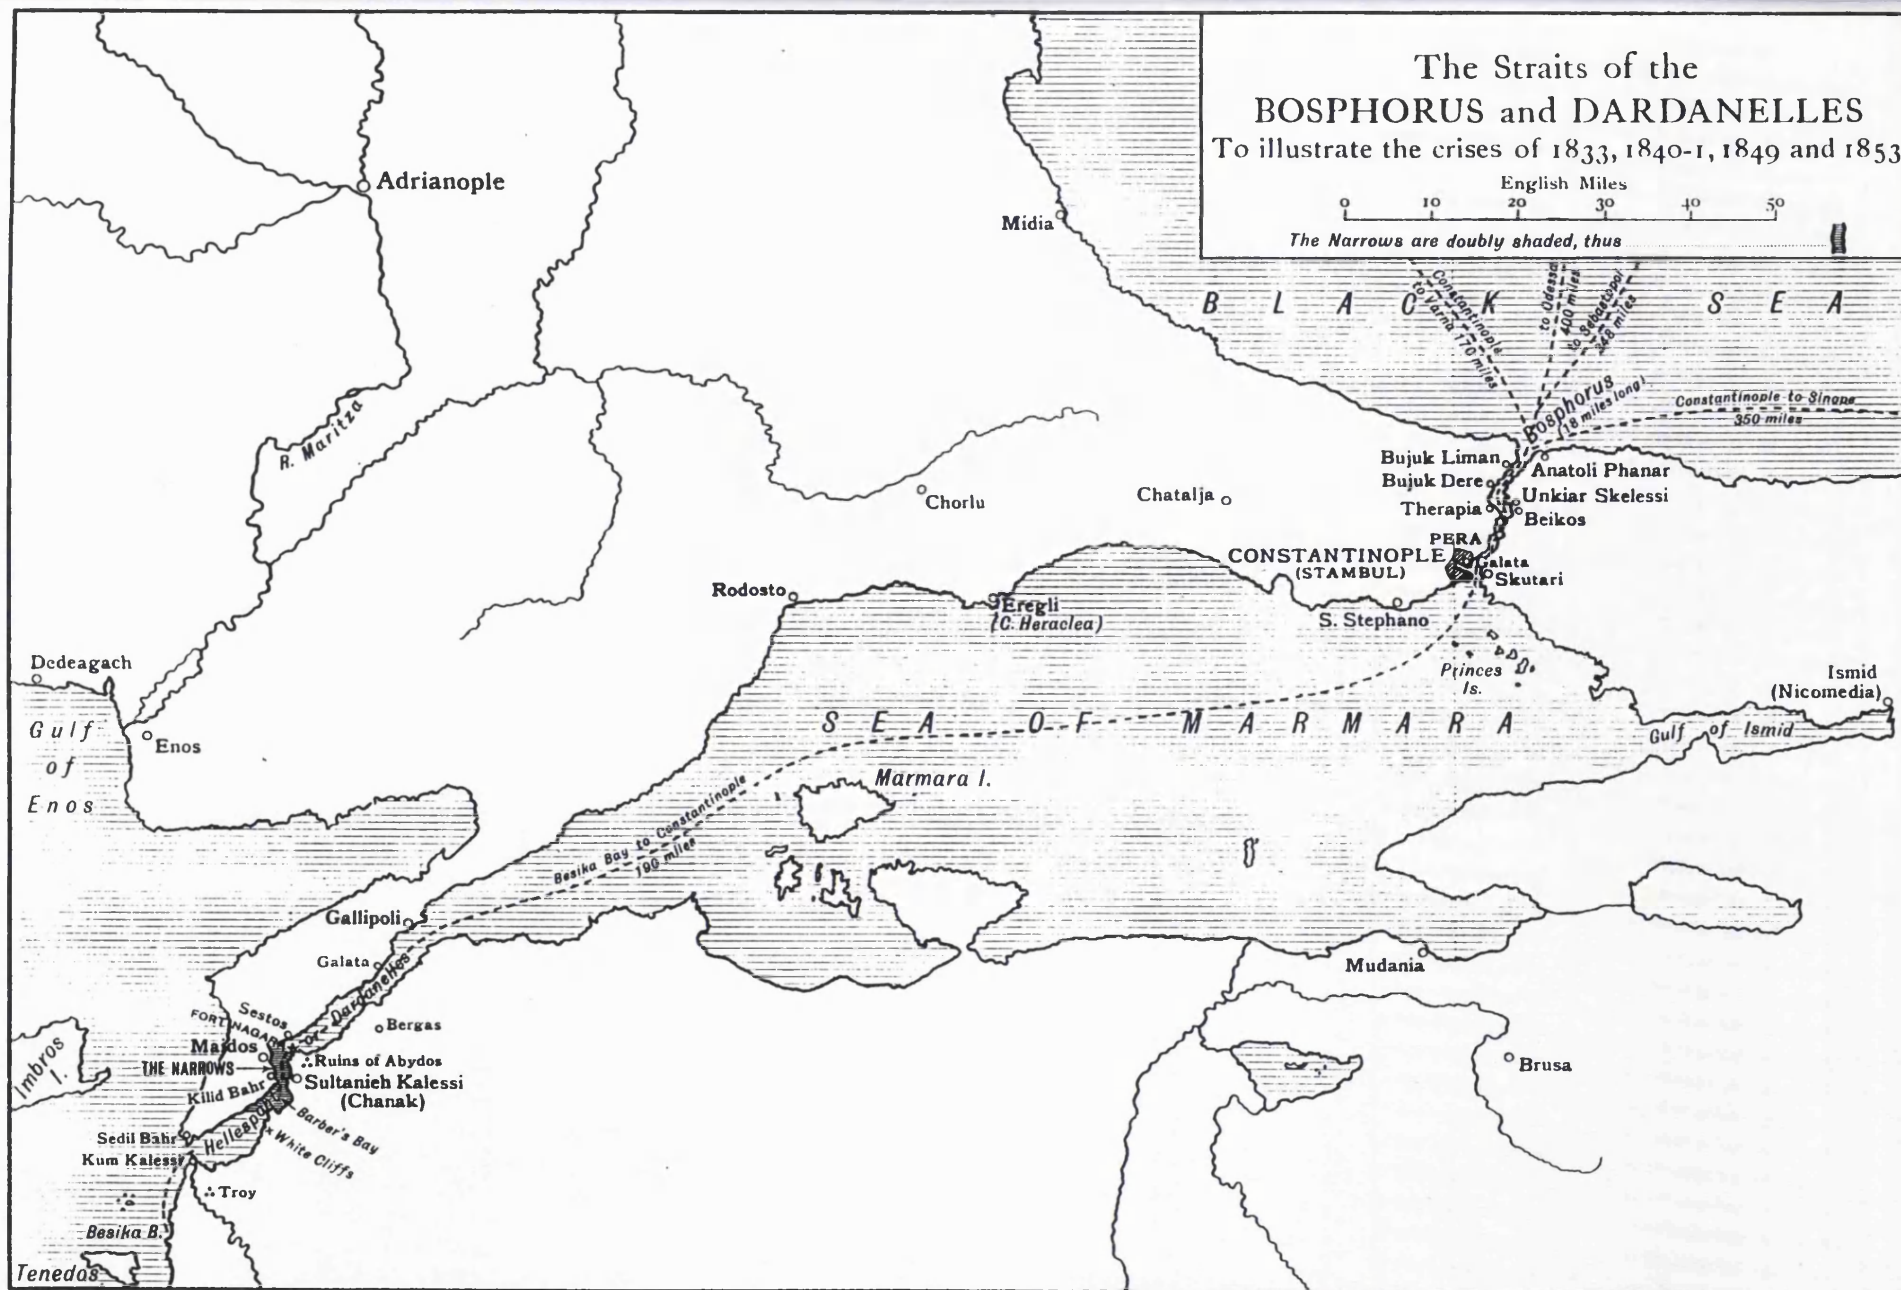 The Straits of the
BOSPHORUS and DARDANELLES
To illustrate the crises of 1833, 1840-1, 1849 and 1853
English Miles
0 10 20 30 40 50
The Narrows are doubly shaded, thus
Adrianople
Midia
BLACK SEA
Constantinople
to Varna 170 miles
to Odessa
400 miles
to Sebastopol
348 miles
Bosphorus
(18 miles long)
Constantinople to Sinope
350 miles
R. Maritza
Bujuk Liman
Anatoli Phanar
Bujuk Dere
Unkiar Skelessi
Therapia
Beikos
Chorlu
Chatalja
PERA
CONSTANTINOPLE
(STAMBUL)
Galata
Skutari
Rodosto
Eregli
(C. Heraclea)
S. Stephano
Princes
Is.
Dedeagach
Ismid
(Nicomedia)
Gulf
of
Enos
Enos
SEA OF MARMARA
Gulf of Ismid
Marmara I.
Besika Bay to Constantinople
190 miles
Gallipoli
Galata
or Dardanelles
Mudania
Sestos
FORT NAGARA
Bergas
Maidos
Ruins of Abydos
THE NARROWS
Sultanieh Kalessi
(Chanak)
Kilid Bahr
Imbros
I.
Brusa
Hellespont
Barber's Bay
White Cliffs
Sedil Bahr
Kum Kalessi
Troy
Besika B.
Tenedos